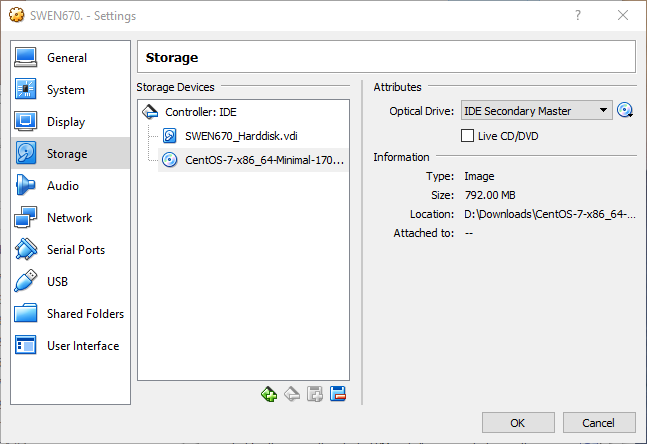 SWEN670. - Settings
?
General
System
Display
Storage
Audio
Network
Serial Ports
USB
Shared Folders
User Interface
Storage
Storage Devices
Controller: IDE
SWEN670_Harddisk.vdi
CentOS-7-x86_64-Minimal-170...
Attributes
Optical Drive: IDE Secondary Master
Live CD/DVD
Information
Type: Image
Size: 792.00 MB
Location: D:\Downloads\CentOS-7-x86_64-...
Attached to: --
OK
Cancel